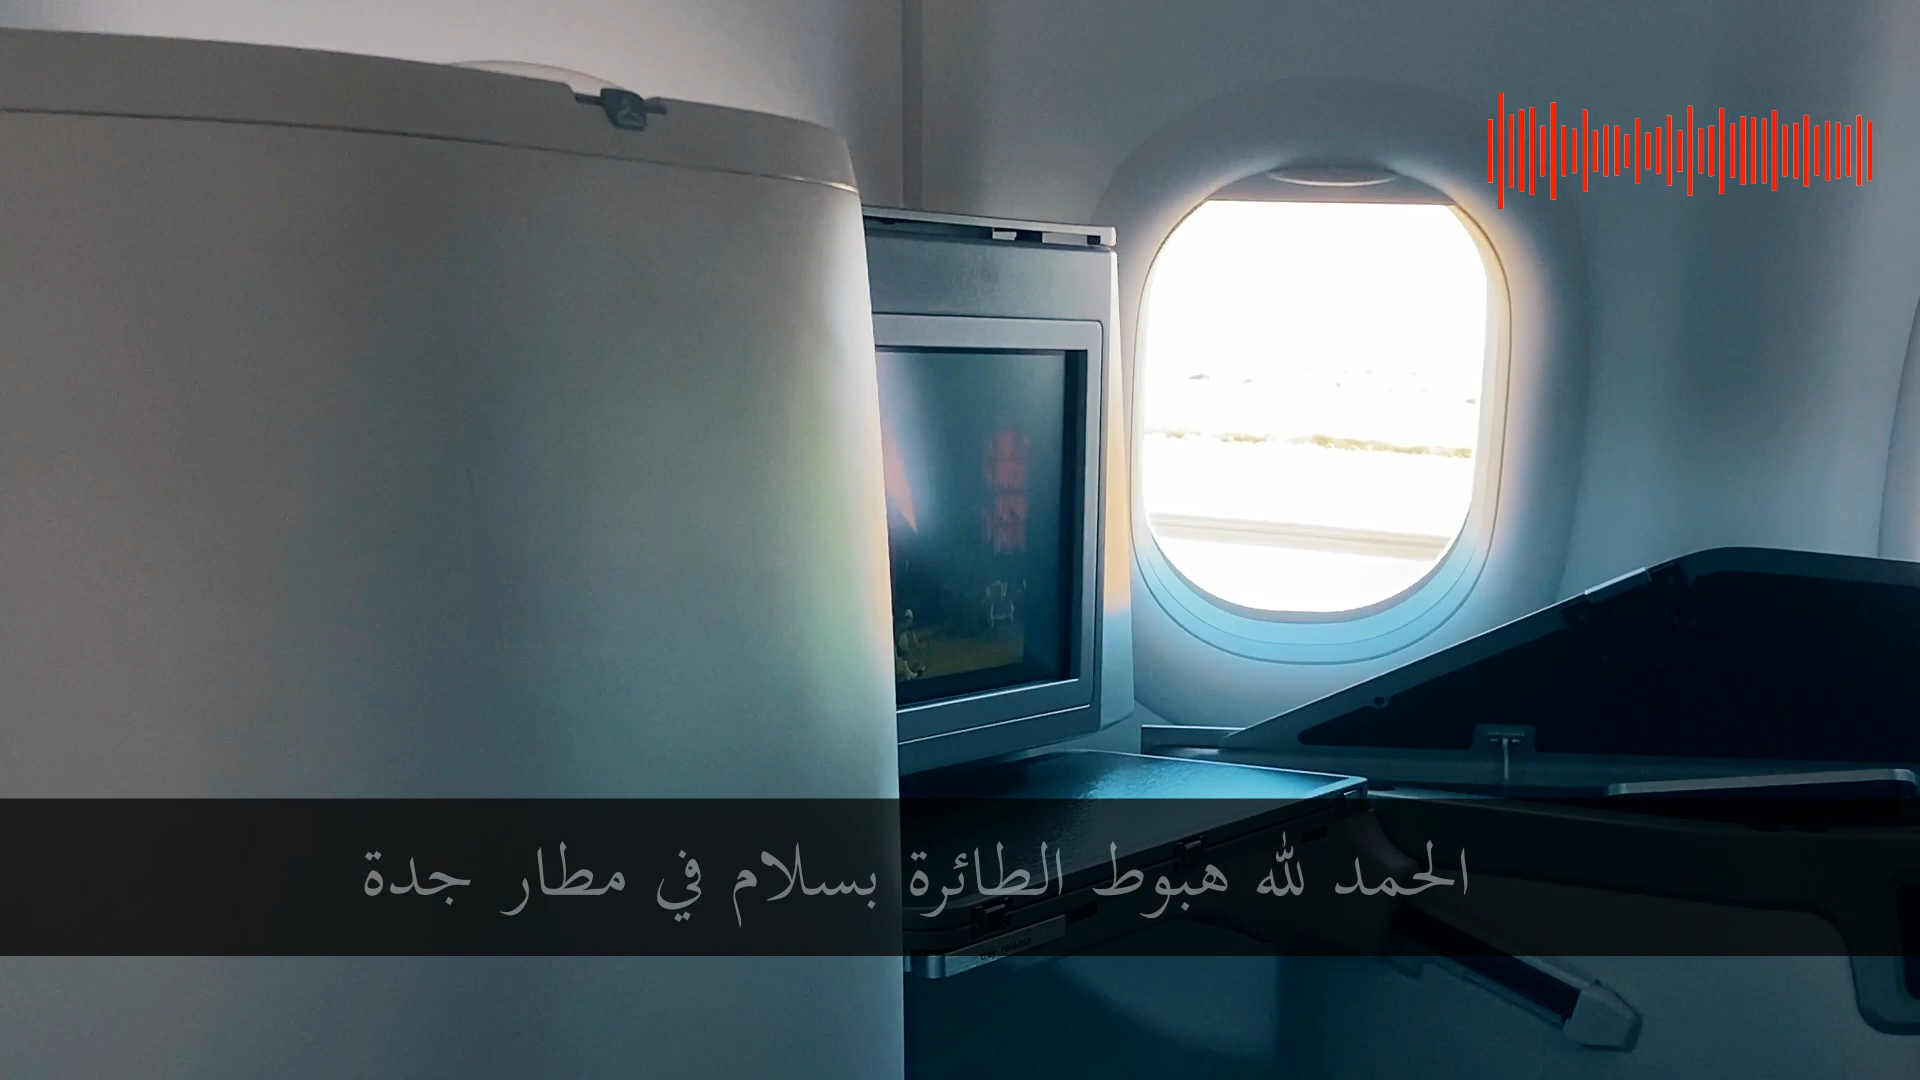 الحمد لله هبوط الطائرة بسلام في مطار جدة